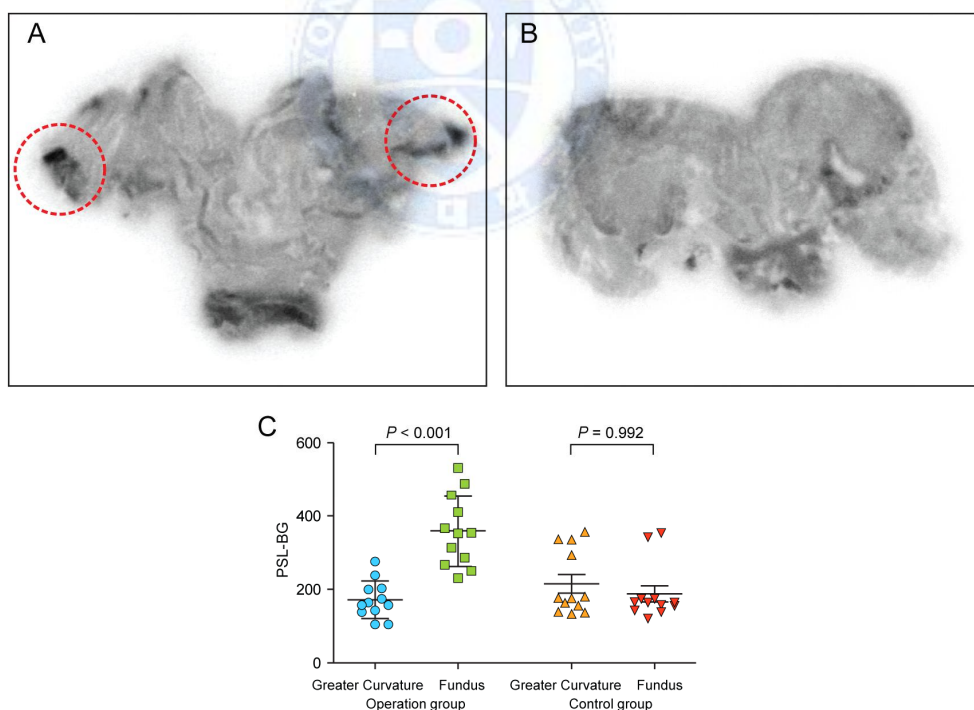 A
B
C
P < 0.001
P = 0.992
600
400
200
0
PSL-BG
Greater Curvature Fundus Greater Curvature Fundus
Operation group Control group